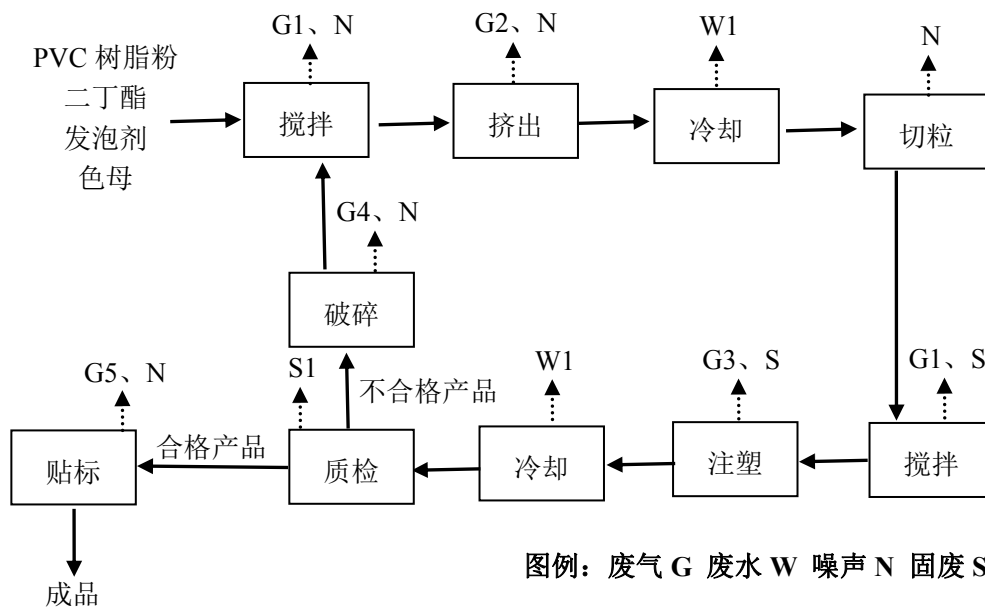 G1、N
G2、N
W1
N
PVC 树脂粉
二丁酯
发泡剂
色母
搅拌
挤出
冷却
切粒
G4、N
破碎
G5、N
S1
不合格产品
W1
G3、S
G1、S
合格产品
贴标
质检
冷却
注塑
搅拌
成品
图例：废气 G 废水 W 噪声 N 固废 S